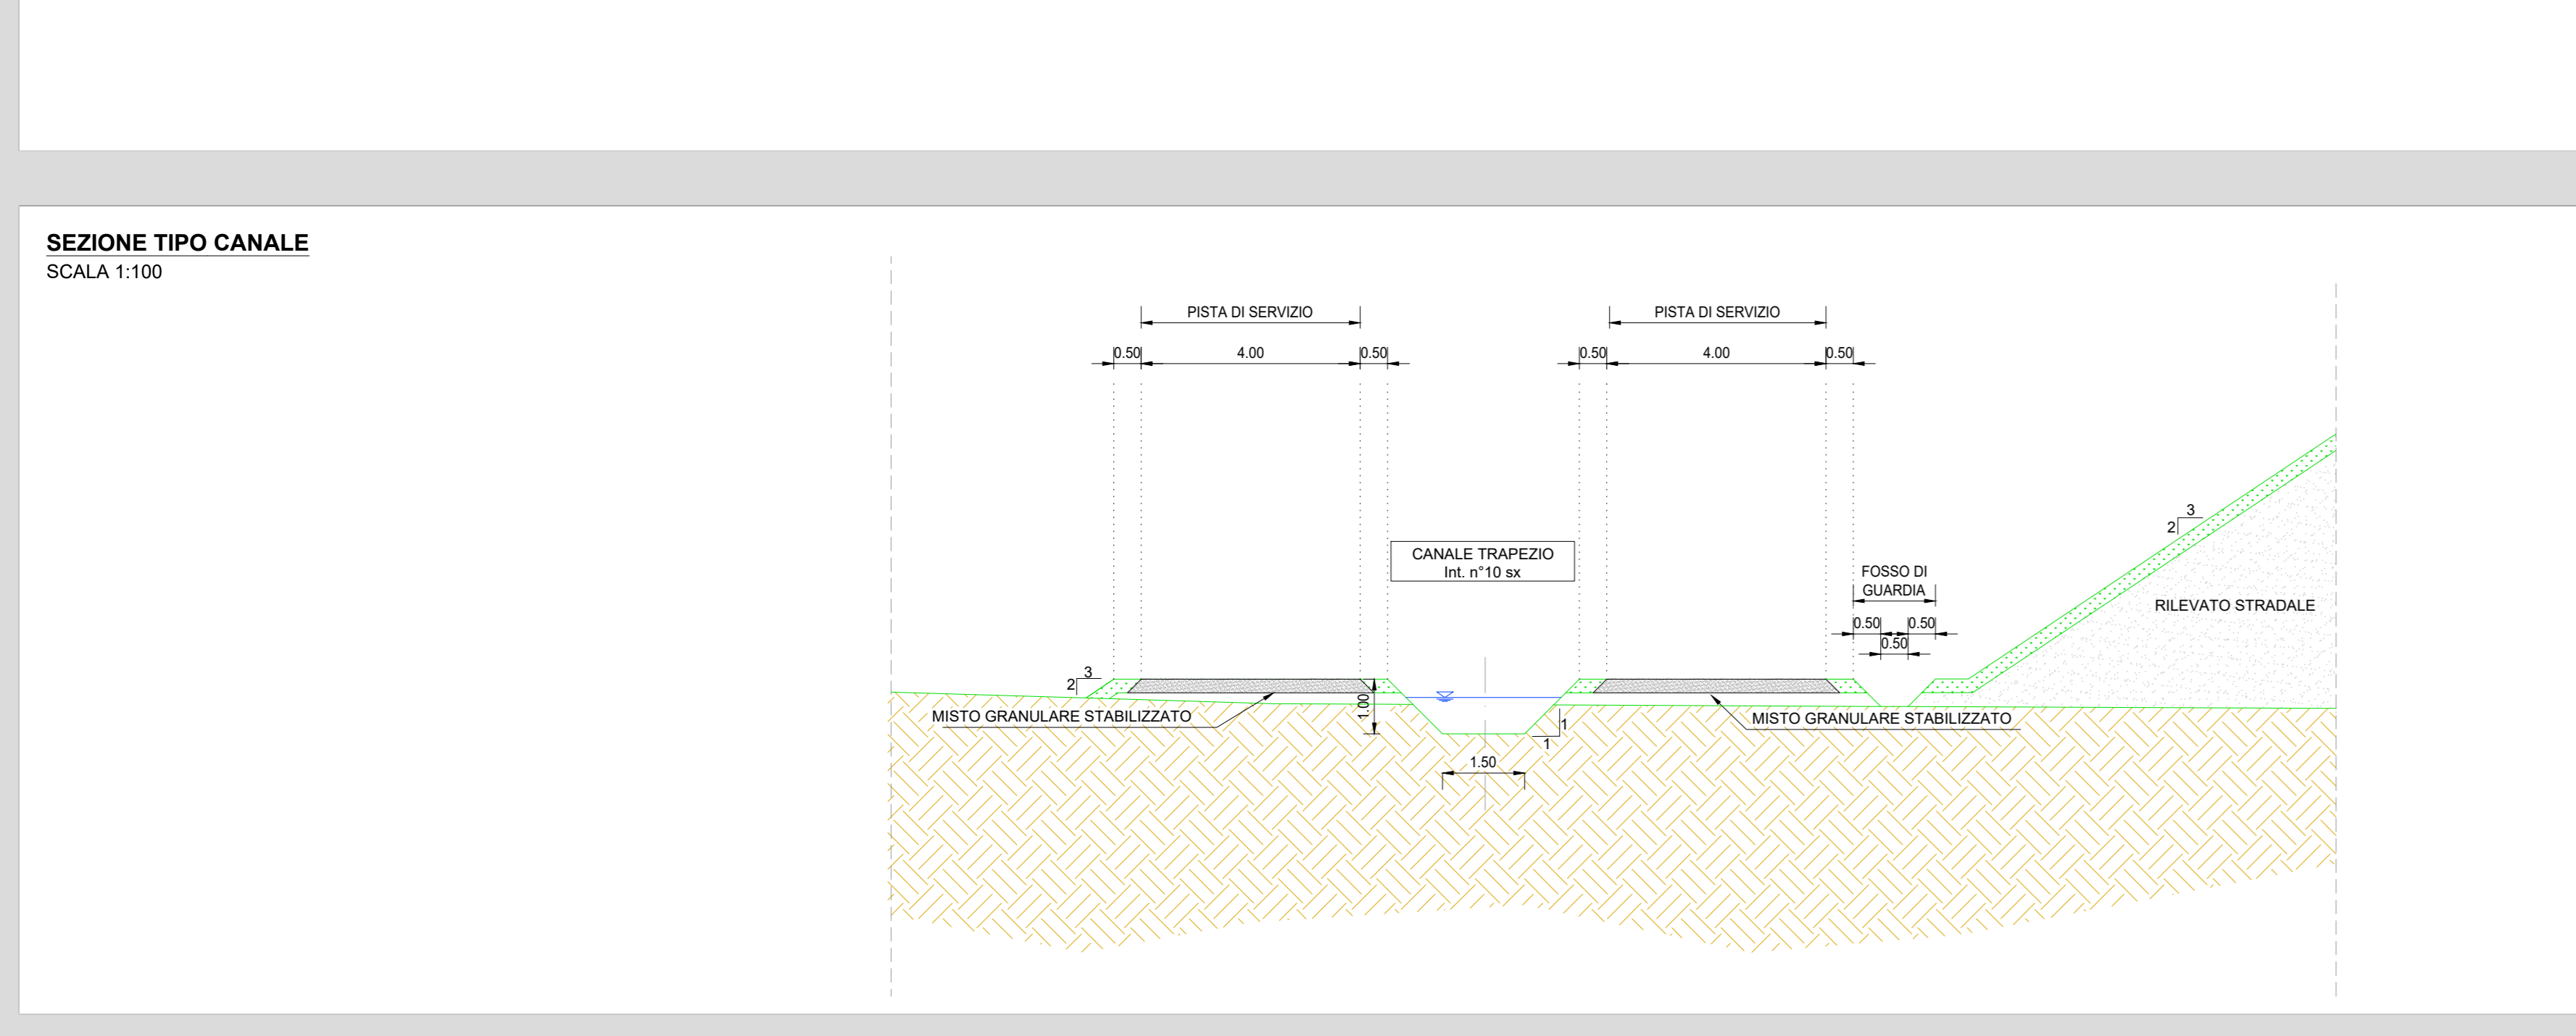 SEZIONE TIPO CANALE
SCALA 1:100
PISTA DI SERVIZIO
PISTA DI SERVIZIO
0.50
4.00
0.50
0.50
4.00
0.50
3
2
CANALE TRAPEZIO
Int. n°10 sx
FOSSO DI
GUARDIA
RILEVATO STRADALE
0.50
0.50
0.50
3
2
1.00
MISTO GRANULARE STABILIZZATO
MISTO GRANULARE STABILIZZATO
1
1
1.50